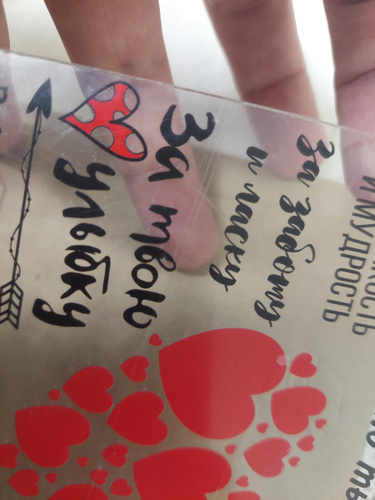 За твою
улыбку
За заботу
и ласку
И МУДРОСТЬ